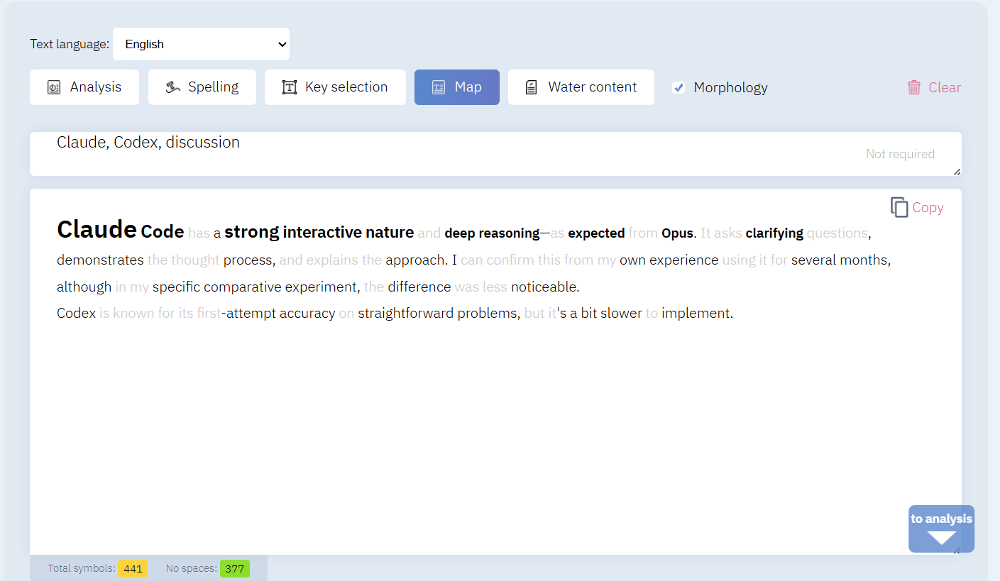 Text language: English
Analysis Spelling Key selection Map Water content Morphology Clear
Claude, Codex, discussion
Not required
Copy
Claude Code has a strong interactive nature and deep reasoning—as expected from Opus. It asks clarifying questions,
demonstrates the thought process, and explains the approach. I can confirm this from my own experience using it for several months,
although in my specific comparative experiment, the difference was less noticeable.
Codex is known for its first-attempt accuracy on straightforward problems, but it's a bit slower to implement.
to analysis
Total symbols: 441 No spaces: 377